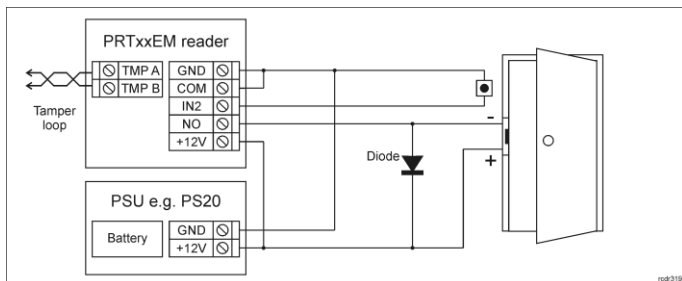 PRTxxEM reader
TMP A
TMP B
GND
COM
IN2
NO
+12V
Tamper
loop
-
+
Diode
PSU e.g. PS20
Battery
GND
+12V
rodr319